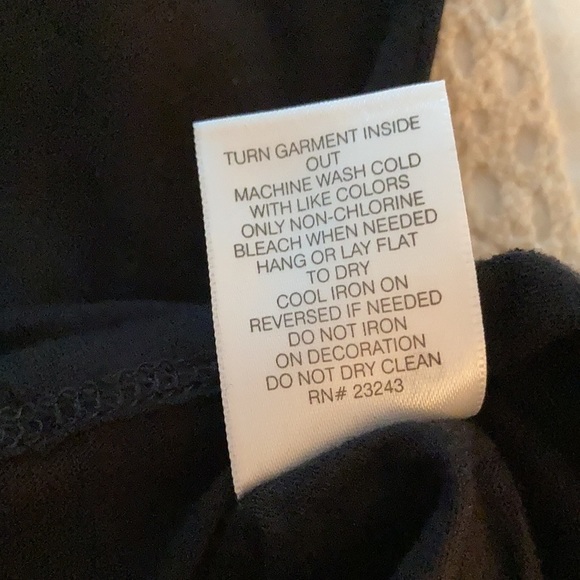 TURN GARMENT INSIDE
OUT
MACHINE WASH COLD
WITH LIKE COLORS
ONLY NON-CHLORINE
BLEACH WHEN NEEDED
HANG OR LAY FLAT
TO DRY
COOL IRON ON
REVERSED IF NEEDED
DO NOT IRON
ON DECORATION
DO NOT DRY CLEAN
RN# 23243